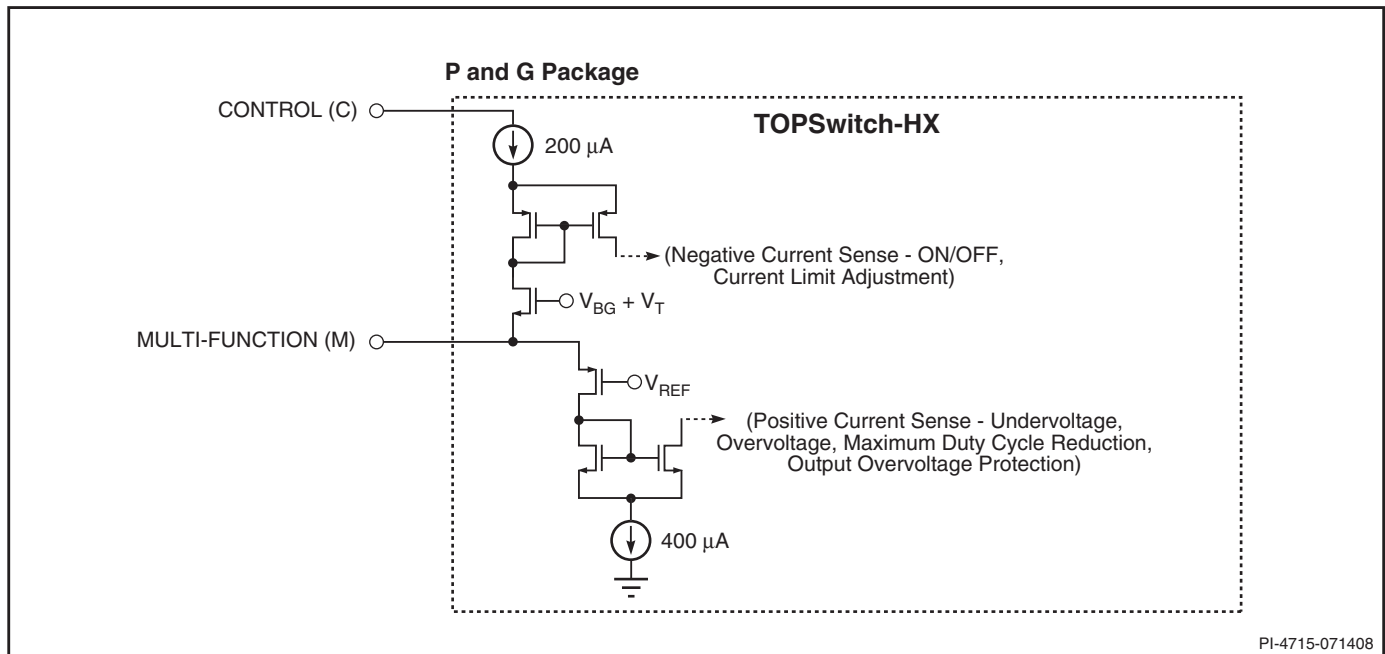 P and G Package
CONTROL (C)
TOPSwitch-HX
200 μA
(Negative Current Sense - ON/OFF,
Current Limit Adjustment)
V_BG + V_T
MULTI-FUNCTION (M)
V_REF
(Positive Current Sense - Undervoltage,
Overvoltage, Maximum Duty Cycle Reduction,
Output Overvoltage Protection)
400 μA
PI-4715-071408